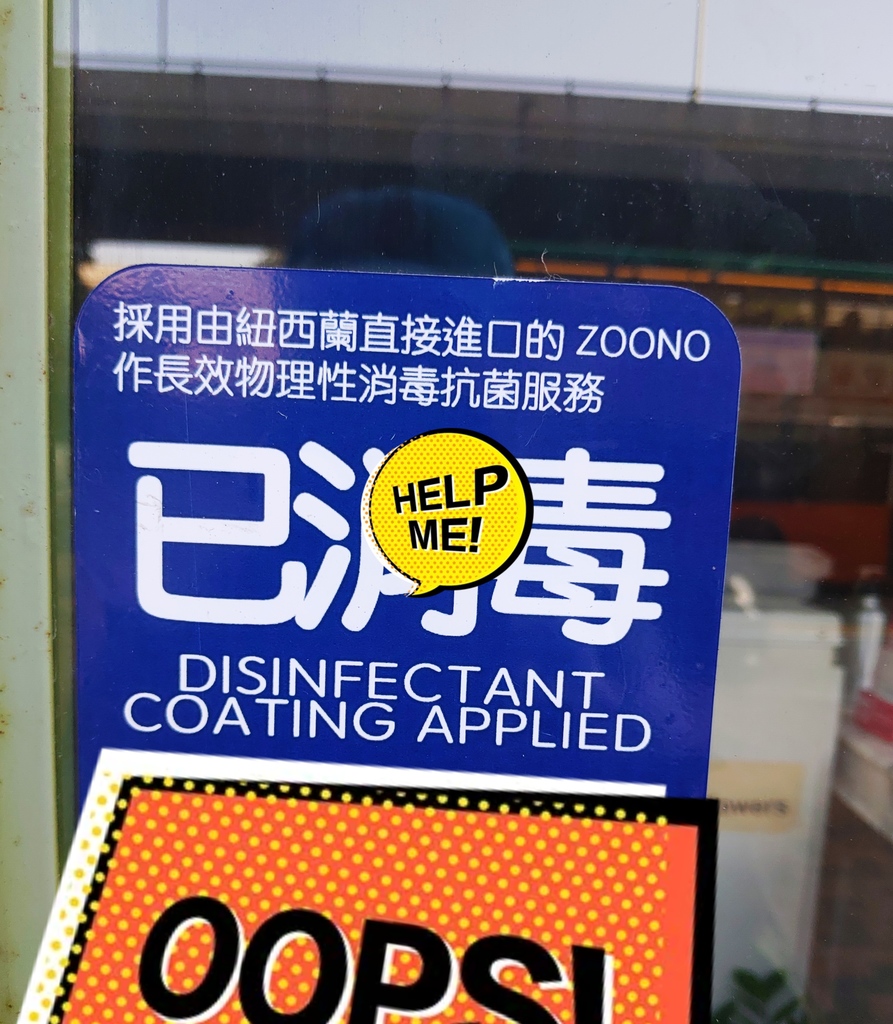 採用由紐西蘭直接進口的 ZOONO
作長效物理性消毒抗菌服務
已消毒
HELP
ME!
DISINFECTANT
COATING APPLIED
OOPS!